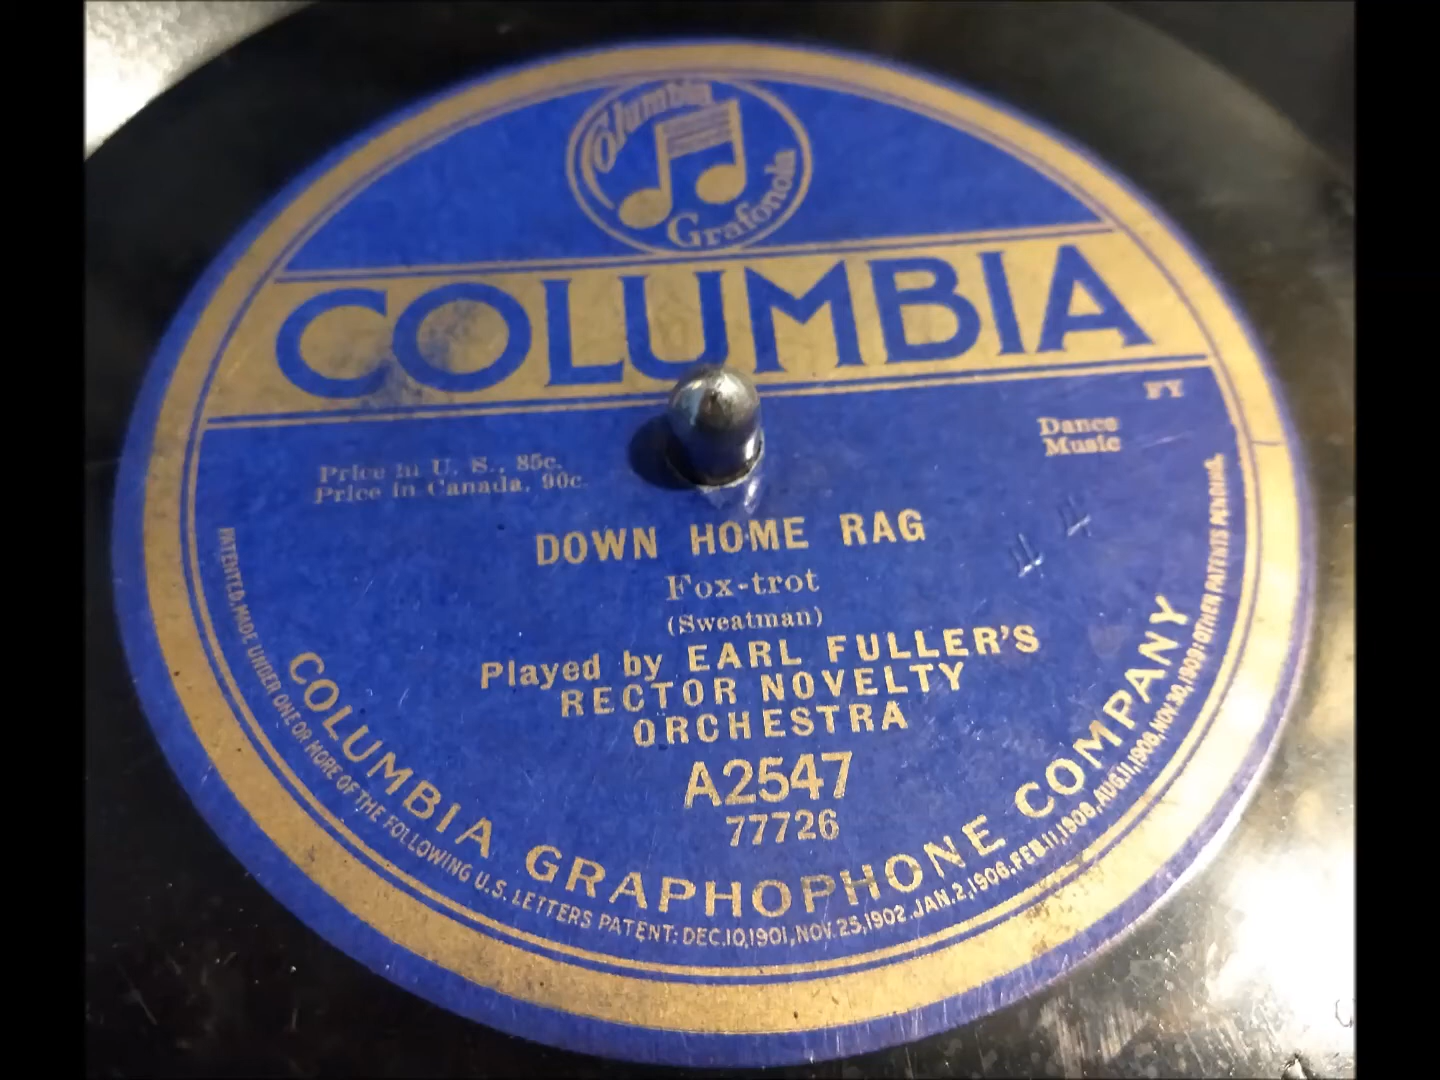 Columbia
Grafonola
COLUMBIA
FY
Price in U. S., 85c.
Price in Canada, 90c
Dance
Music
DOWN HOME RAG
Fox-trot
(Sweatman)
Played by EARL FULLER'S
RECTOR NOVELTY
ORCHESTRA
A2547
77726
COLUMBIA GRAPHOPHONE COMPANY
PATENTED, MADE UNDER ONE OR MORE OF THE FOLLOWING U.S. LETTERS PATENT: DEC.10,1901, NOV.25,1902. JAN.2,1906, FEB.11,1908, AUG.11,1908, NOV.30,1909: OTHER PATENTS PENDING.